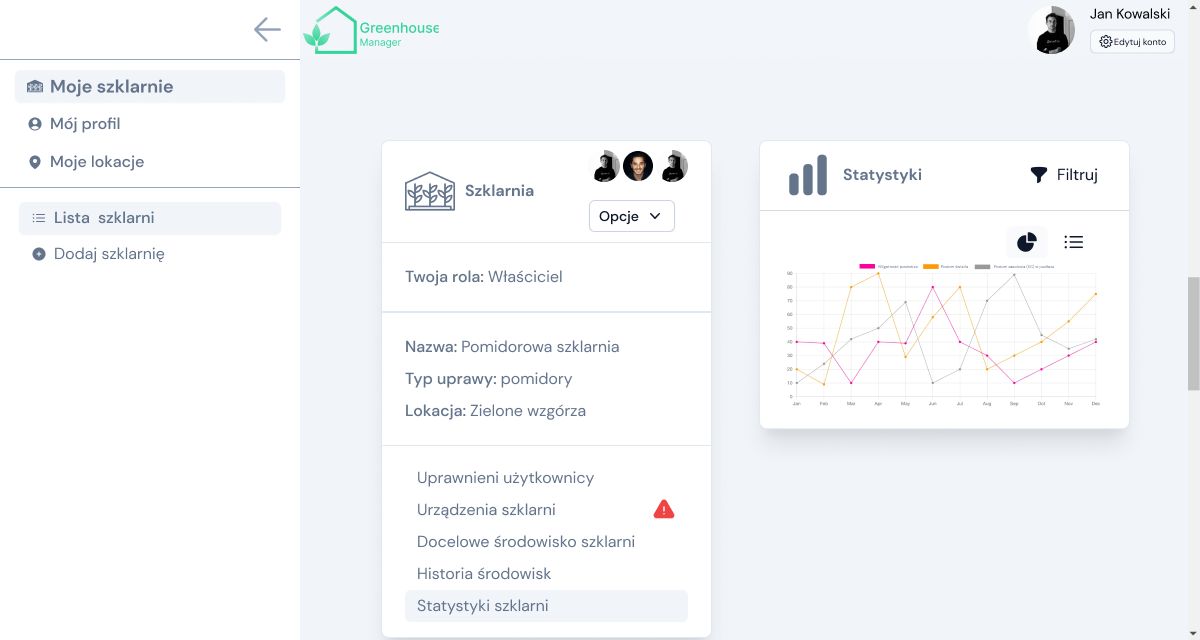 Greenhouse
Manager
Jan Kowalski
Edytuj konto
Moje szklarnie
Mój profil
Moje lokacje
Lista szklarni
Dodaj szklarnię
Szklarnia
Opcje
Twoja rola: Właściciel
Nazwa: Pomidorowa szklarnia
Typ uprawy: pomidory
Lokacja: Zielone wzgórza
Uprawnieni użytkownicy
Urządzenia szklarni
Docelowe środowisko szklarni
Historia środowisk
Statystyki szklarni
Statystyki
Filtruj
90
80
70
60
50
40
30
20
10
0
Jan Feb Mar Apr May Jun Jul Aug Sep Oct Nov Dec